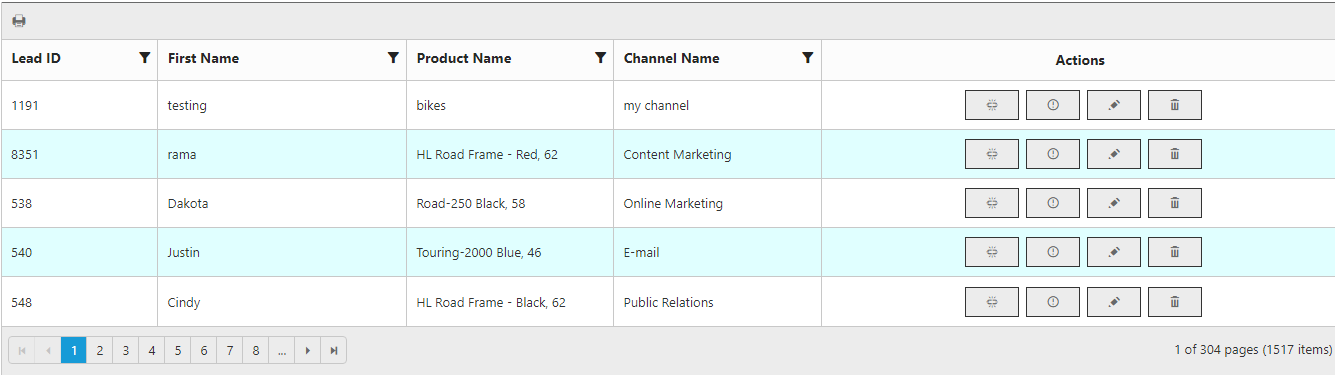 Lead ID First Name Product Name Channel Name Actions
1191 testing bikes my channel
8351 rama HL Road Frame - Red, 62 Content Marketing
538 Dakota Road-250 Black, 58 Online Marketing
540 Justin Touring-2000 Blue, 46 E-mail
548 Cindy HL Road Frame - Black, 62 Public Relations
1 2 3 4 5 6 7 8 ... 1 of 304 pages (1517 items)